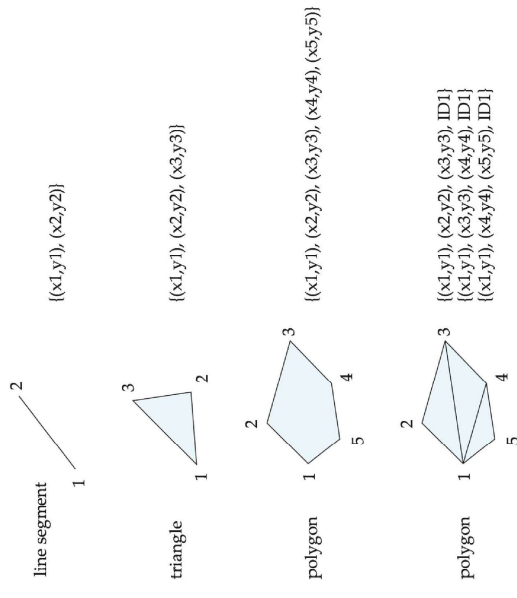 line segment
1
2
{(x1,y1), (x2,y2)}
triangle
1
3
2
{(x1,y1), (x2,y2), (x3,y3)}
polygon
2
3
1
4
5
{(x1,y1), (x2,y2), (x3,y3), (x4,y4), (x5,y5)}
polygon
2
3
1
4
5
{(x1,y1), (x2,y2), (x3,y3), ID1}
{(x1,y1), (x3,y3), (x4,y4), ID1}
{(x1,y1), (x4,y4), (x5,y5), ID1}